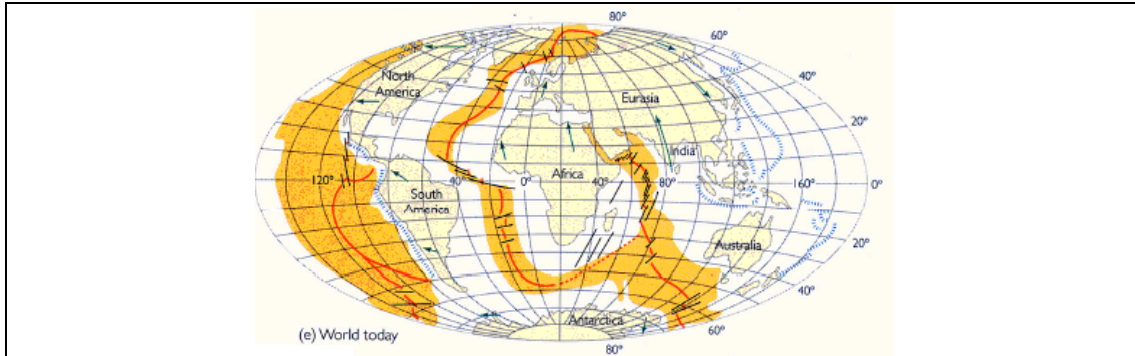 80°
60°
40°
20°
North
America
Eurasia
India
120°
40°
0°
Africa
40°
80°
160°
0°
South
America
Australia
20°
40°
Antarctica
60°
(e) World today
80°